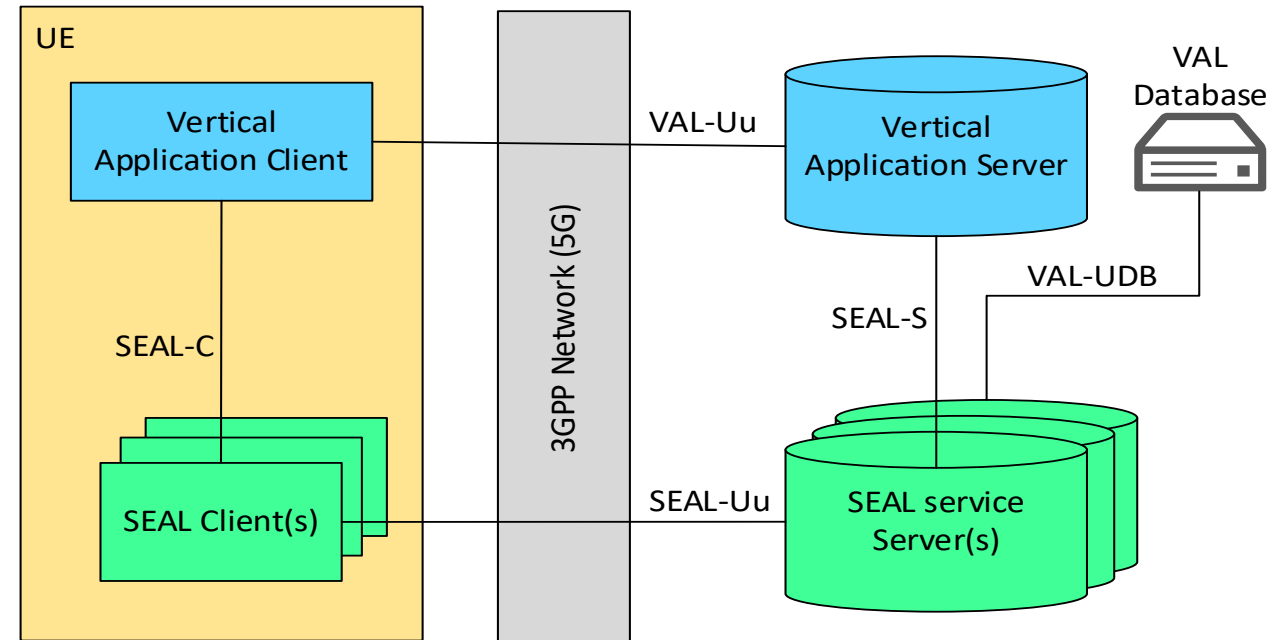 UE
Vertical
Application Client
VAL-Uu
Vertical
Application Server
VAL
Database
SEAL-C
3GPP Network (5G)
SEAL-S
VAL-UDB
SEAL Client(s)
SEAL-Uu
SEAL service
Server(s)